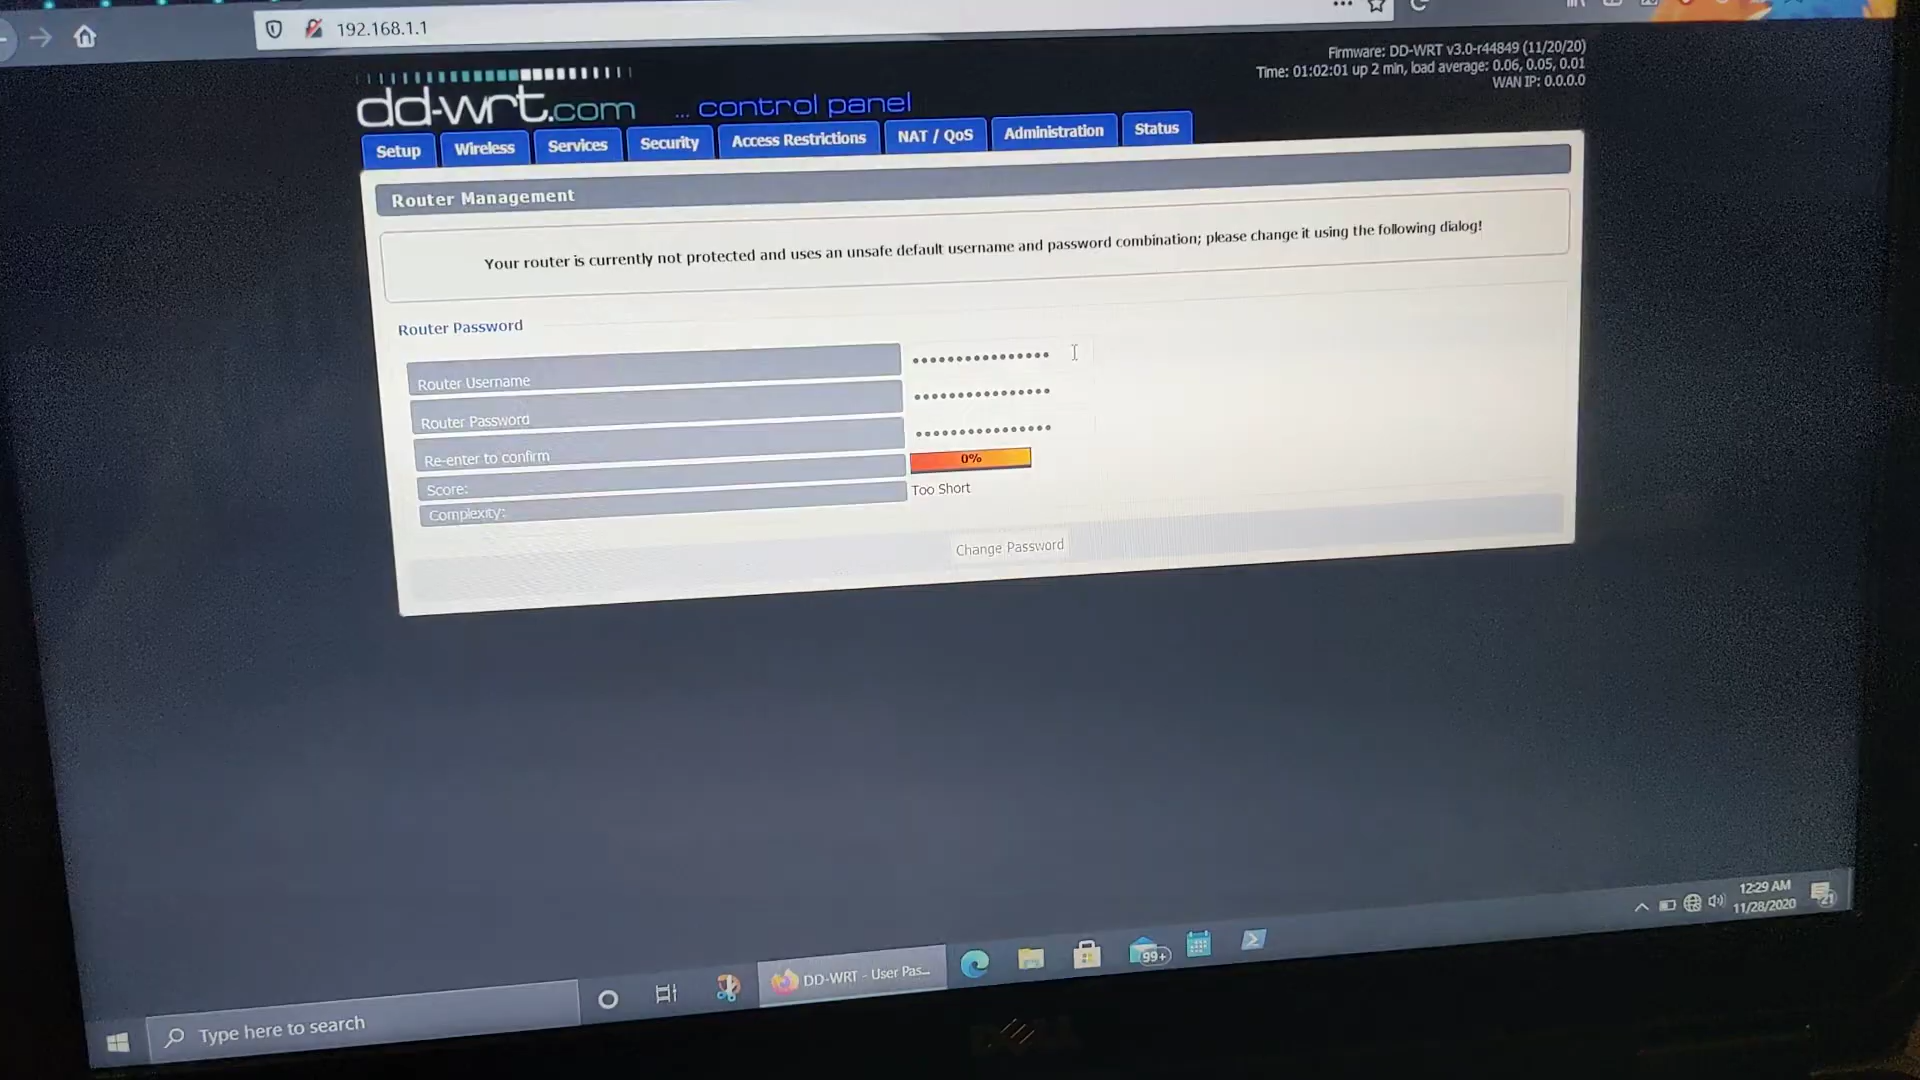 192.168.1.1
Firmware: DD-WRT v3.0-r44849 (11/20/20)
Time: 01:02:01 up 2 min, load average: 0.06, 0.05, 0.01
WAN IP: 0.0.0.0
dd-wrt.com ... control panel
Setup Wireless Services Security Access Restrictions NAT / QoS Administration Status
Router Management
Your router is currently not protected and uses an unsafe default username and password combination; please change it using the following dialog!
Router Password
Router Username ••••••••••••••••
Router Password ••••••••••••••••
Re-enter to confirm ••••••••••••••••
Score: 0%
Complexity: Too Short
Change Password
12:29 AM
11/28/2020
21
DD-WRT - User Pas...
99+
Type here to search